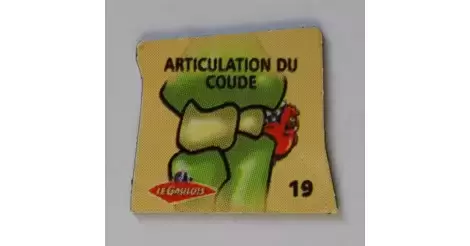 ARTICULATION DU
COUDE
LE GAULOIS
19